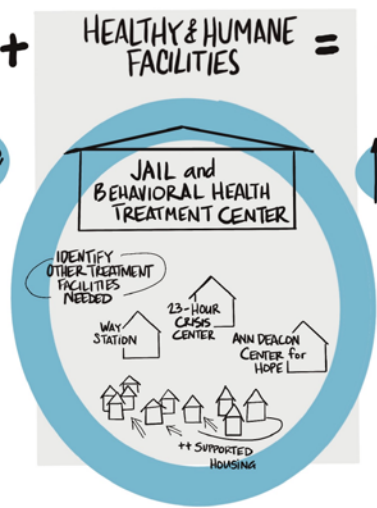 + HEALTHY & HUMANE =
FACILITIES
JAIL and
BEHAVIORAL HEALTH
TREATMENT CENTER
IDENTIFY
OTHER TREATMENT
FACILITIES
NEEDED
23-HOUR
CRISIS
CENTER
WAY
STATION
ANN DEACON
CENTER for
HOPE
++ SUPPORTED
HOUSING